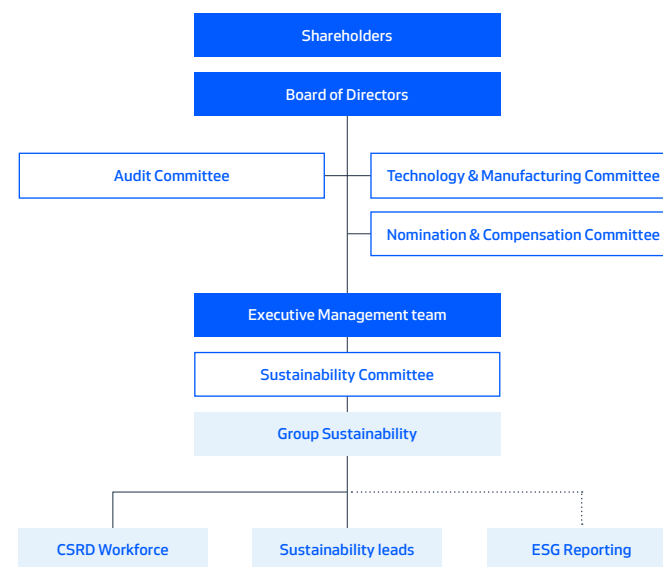 Shareholders
Board of Directors
Audit Committee
Technology & Manufacturing Committee
Nomination & Compensation Committee
Executive Management team
Sustainability Committee
Group Sustainability
CSRD Workforce
Sustainability leads
ESG Reporting